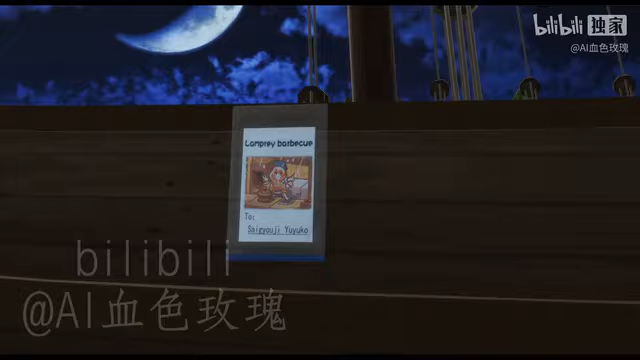 bilibili 独家
@AI血色玫瑰
Lamprey barbecue
To:
Saigyouji Yuyuko
bilibili
@AI血色玫瑰